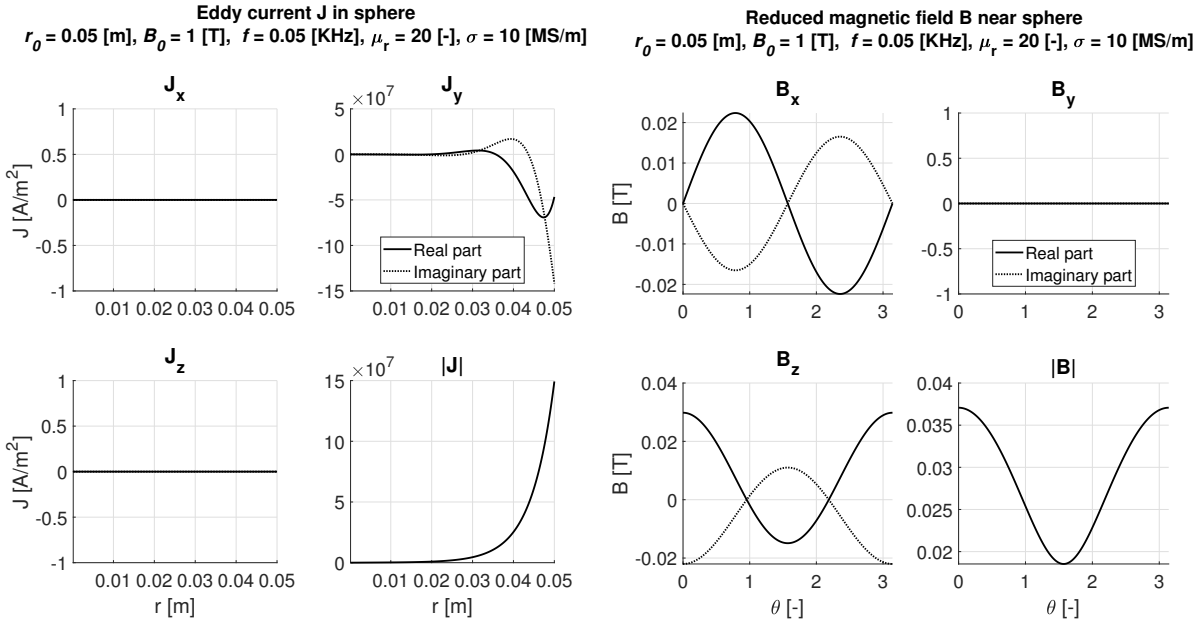 Eddy current J in sphere
r₀ = 0.05 [m], B₀ = 1 [T], f = 0.05 [KHz], μᵣ = 20 [-], σ = 10 [MS/m]
Jₓ
1
0.5
0
-0.5
-1
J [A/m²]
0.01 0.02 0.03 0.04 0.05
J_y
×10⁷
5
0
-5
-10
-15
Real part
Imaginary part
0.01 0.02 0.03 0.04 0.05
J_z
1
0.5
0
-0.5
-1
J [A/m²]
0.01 0.02 0.03 0.04 0.05
r [m]
|J|
×10⁷
15
10
5
0
0.01 0.02 0.03 0.04 0.05
r [m]
Reduced magnetic field B near sphere
r₀ = 0.05 [m], B₀ = 1 [T], f = 0.05 [KHz], μᵣ = 20 [-], σ = 10 [MS/m]
Bₓ
0.02
0.01
0
-0.01
-0.02
B [T]
0 1 2 3
B_y
1
0.5
0
-0.5
-1
Real part
Imaginary part
0 1 2 3
B_z
0.04
0.02
0
-0.02
B [T]
0 1 2 3
θ [-]
|B|
0.04
0.035
0.03
0.025
0.02
0 1 2 3
θ [-]